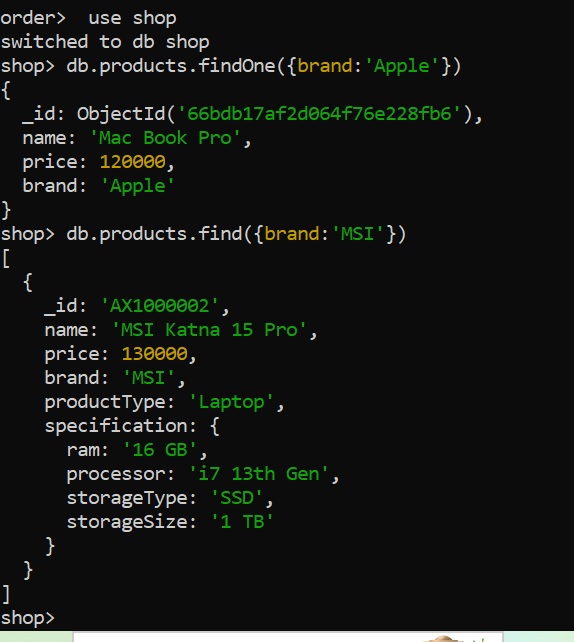 order>  use shop
switched to db shop
shop> db.products.findOne({brand:'Apple'})
{
  _id: ObjectId('66bdb17af2d064f76e228fb6'),
  name: 'Mac Book Pro',
  price: 120000,
  brand: 'Apple'
}
shop> db.products.find({brand:'MSI'})
[
  {
    _id: 'AX1000002',
    name: 'MSI Katna 15 Pro',
    price: 130000,
    brand: 'MSI',
    productType: 'Laptop',
    specification: {
      ram: '16 GB',
      processor: 'i7 13th Gen',
      storageType: 'SSD',
      storageSize: '1 TB'
    }
  }
]
shop>